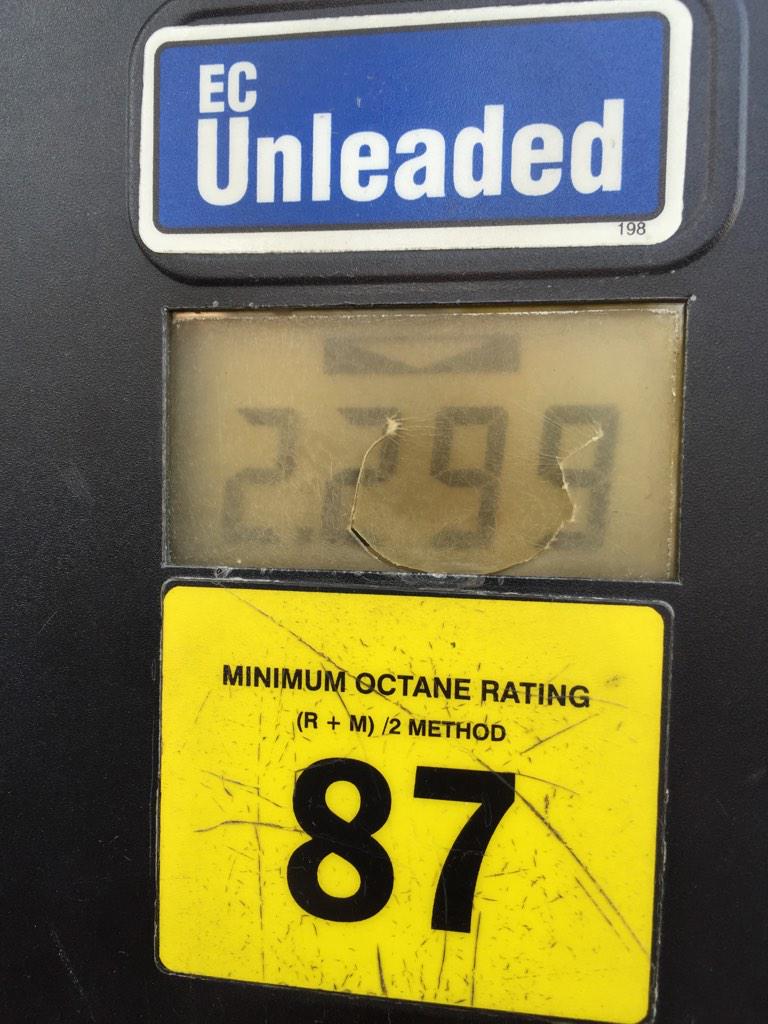 EC
Unleaded
198
2.299
MINIMUM OCTANE RATING
(R + M) /2 METHOD
87